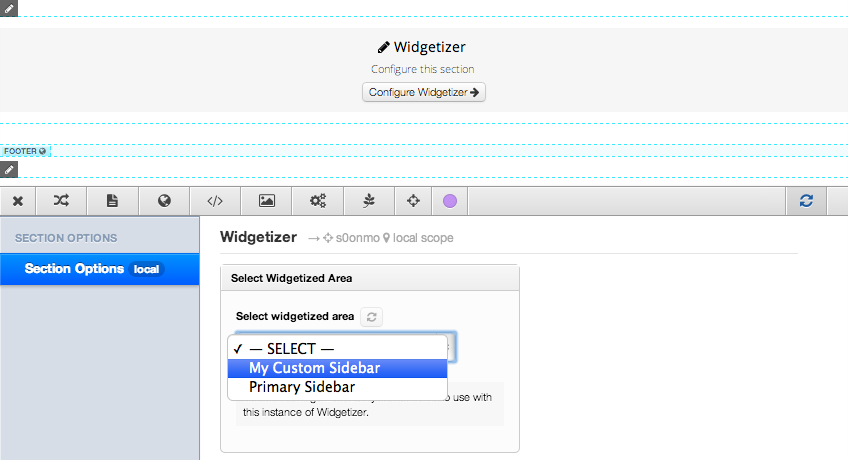 Widgetizer
Configure this section
Configure Widgetizer
FOOTER
</>
SECTION OPTIONS
Section Options local
Widgetizer → s0onmo local scope
Select Widgetized Area
Select widgetized area
✓ — SELECT —
My Custom Sidebar
Primary Sidebar
to use with
this instance of Widgetizer.